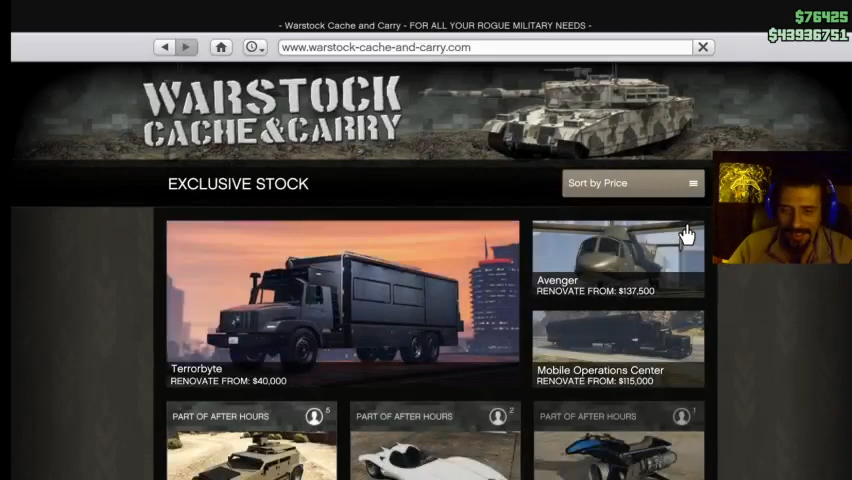 $76425
- Warstock Cache and Carry - FOR ALL YOUR ROGUE MILITARY NEEDS -
$43936751
www.warstock-cache-and-carry.com
WARSTOCK
CACHE&CARRY
EXCLUSIVE STOCK
Sort by Price
Avenger
RENOVATE FROM: $137,500
Terrorbyte
RENOVATE FROM: $40,000
Mobile Operations Center
RENOVATE FROM: $115,000
PART OF AFTER HOURS 5
PART OF AFTER HOURS 2
PART OF AFTER HOURS 1